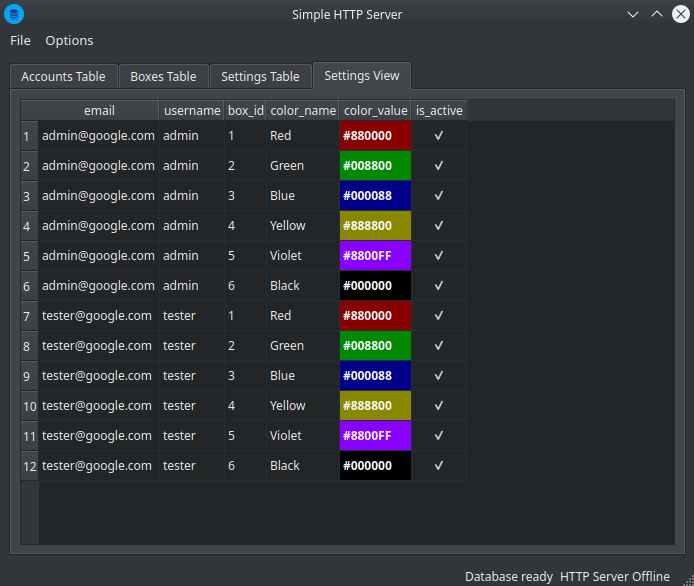 Simple HTTP Server
File Options
Accounts Table Boxes Table Settings Table Settings View
email username box_id color_name color_value is_active
1 admin@google.com admin 1 Red #880000 ✓
2 admin@google.com admin 2 Green #008800 ✓
3 admin@google.com admin 3 Blue #000088 ✓
4 admin@google.com admin 4 Yellow #888800 ✓
5 admin@google.com admin 5 Violet #8800FF ✓
6 admin@google.com admin 6 Black #000000 ✓
7 tester@google.com tester 1 Red #880000 ✓
8 tester@google.com tester 2 Green #008800 ✓
9 tester@google.com tester 3 Blue #000088 ✓
10 tester@google.com tester 4 Yellow #888800 ✓
11 tester@google.com tester 5 Violet #8800FF ✓
12 tester@google.com tester 6 Black #000000 ✓
Database ready HTTP Server Offline